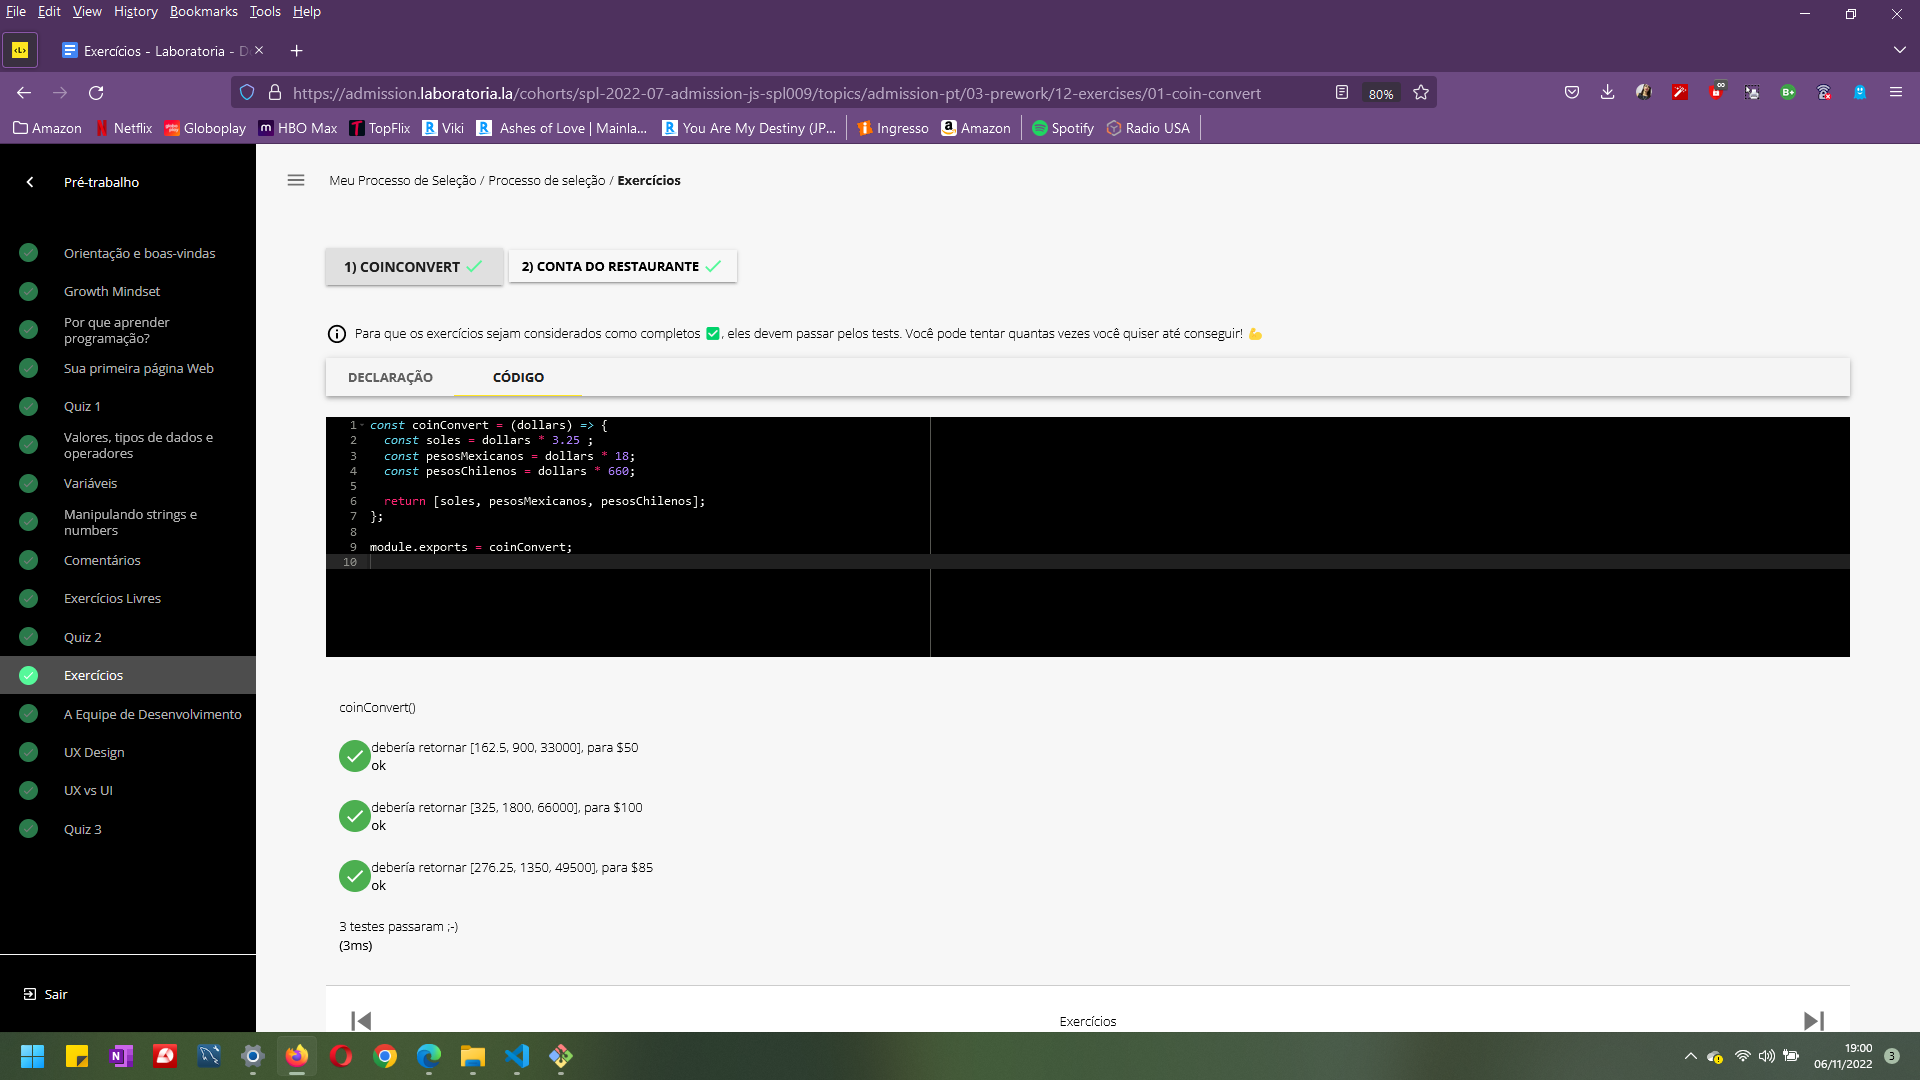 File Edit View History Bookmarks Tools Help
Exercícios - Laboratoria - D
https://admission.laboratoria.la/cohorts/spl-2022-07-admission-js-spl009/topics/admission-pt/03-prework/12-exercises/01-coin-convert
80%
Amazon Netflix Globoplay HBO Max TopFlix Viki Ashes of Love | Mainla... You Are My Destiny (JP... Ingresso Amazon Spotify Radio USA
Pré-trabalho
Orientação e boas-vindas
Growth Mindset
Por que aprender
programação?
Sua primeira página Web
Quiz 1
Valores, tipos de dados e
operadores
Variáveis
Manipulando strings e
numbers
Comentários
Exercícios Livres
Quiz 2
Exercícios
A Equipe de Desenvolvimento
UX Design
UX vs UI
Quiz 3
Sair
Meu Processo de Seleção / Processo de seleção / Exercícios
1) COINCONVERT
2) CONTA DO RESTAURANTE
Para que os exercícios sejam considerados como completos ✅, eles devem passar pelos tests. Você pode tentar quantas vezes você quiser até conseguir! 💪
DECLARAÇÃO CÓDIGO
1 const coinConvert = (dollars) => {
2 const soles = dollars * 3.25 ;
3 const pesosMexicanos = dollars * 18;
4 const pesosChilenos = dollars * 660;
5
6 return [soles, pesosMexicanos, pesosChilenos];
7 };
8
9 module.exports = coinConvert;
10
coinConvert()
debería retornar [162.5, 900, 33000], para $50
ok
debería retornar [325, 1800, 66000], para $100
ok
debería retornar [276.25, 1350, 49500], para $85
ok
3 testes passaram ;-)
(3ms)
Exercícios
19:00
06/11/2022
3